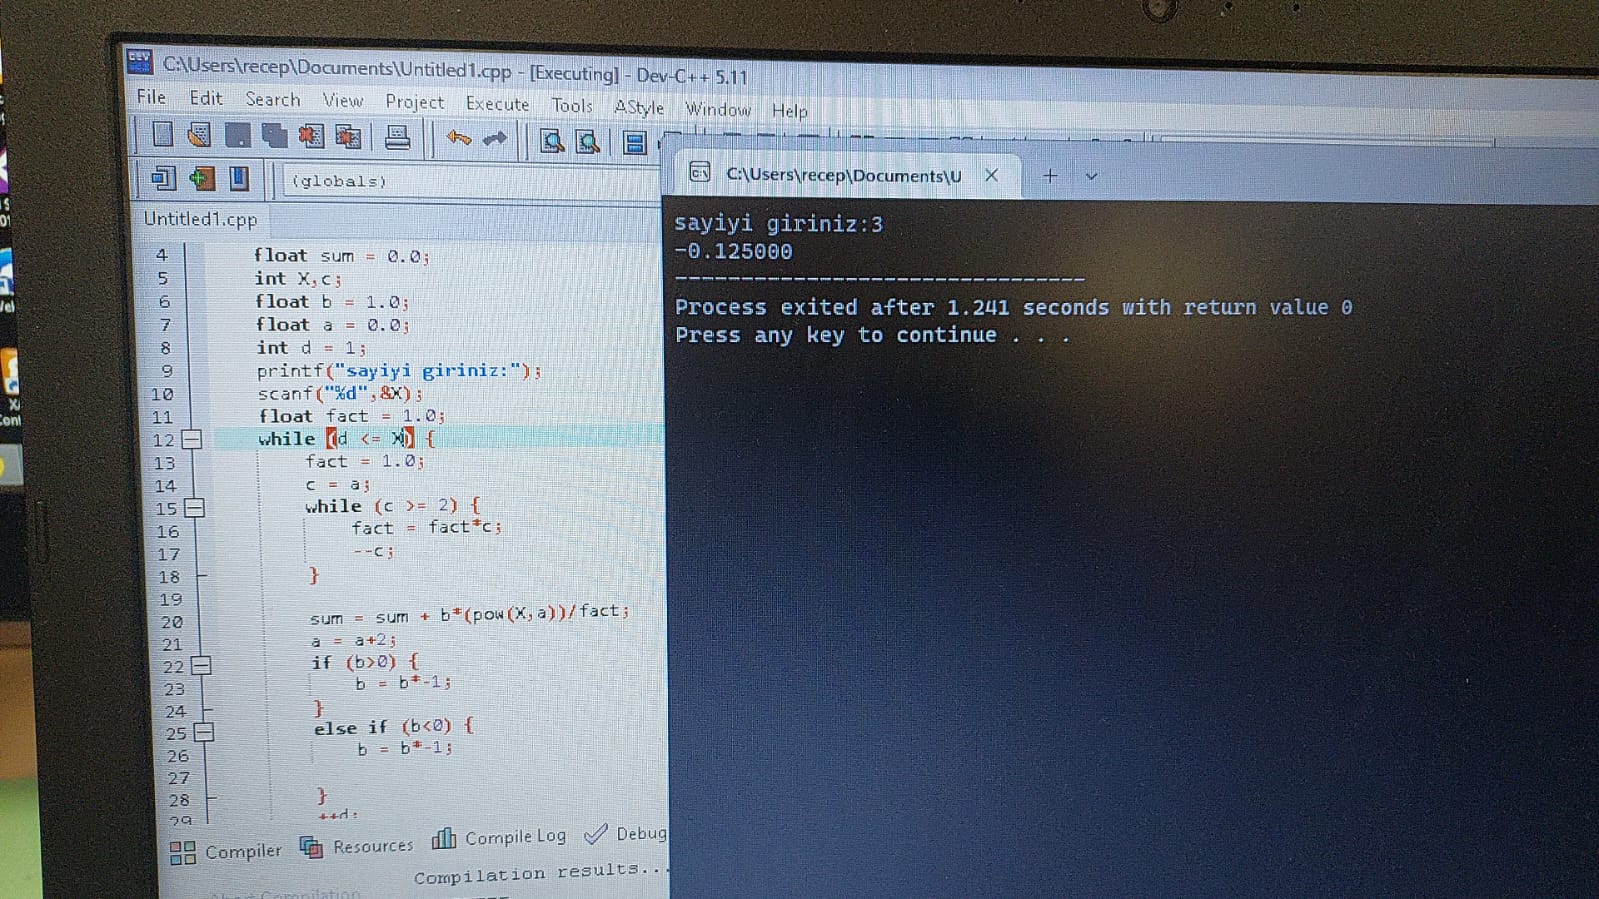 C:\Users\recep\Documents\Untitled1.cpp - [Executing] - Dev-C++ 5.11
File Edit Search View Project Execute Tools AStyle Window Help
(globals)
Untitled1.cpp
4 float sum = 0.0;
5 int X,c;
6 float b = 1.0;
7 float a = 0.0;
8 int d = 1;
9 printf("sayiyi giriniz:");
10 scanf("%d",&X);
11 float fact = 1.0;
12 while (d <= X) {
13 fact = 1.0;
14 c = a;
15 while (c >= 2) {
16 fact = fact*c;
17 --c;
18 }
19
20 sum = sum + b*(pow(X,a))/fact;
21 a = a+2;
22 if (b>0) {
23 b = b*-1;
24 }
25 else if (b<0) {
26 b = b*-1;
27
28 }
29 ++d;
Compiler Resources Compile Log Debug
Compilation results...
C:\Users\recep\Documents\U
sayiyi giriniz:3
-0.125000
--------------------------------
Process exited after 1.241 seconds with return value 0
Press any key to continue . . .